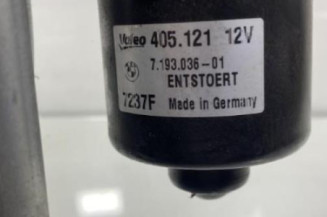 Valeo 405.121 12V
7.193.036-01
ENTSTOERT
7237F Made in Germany